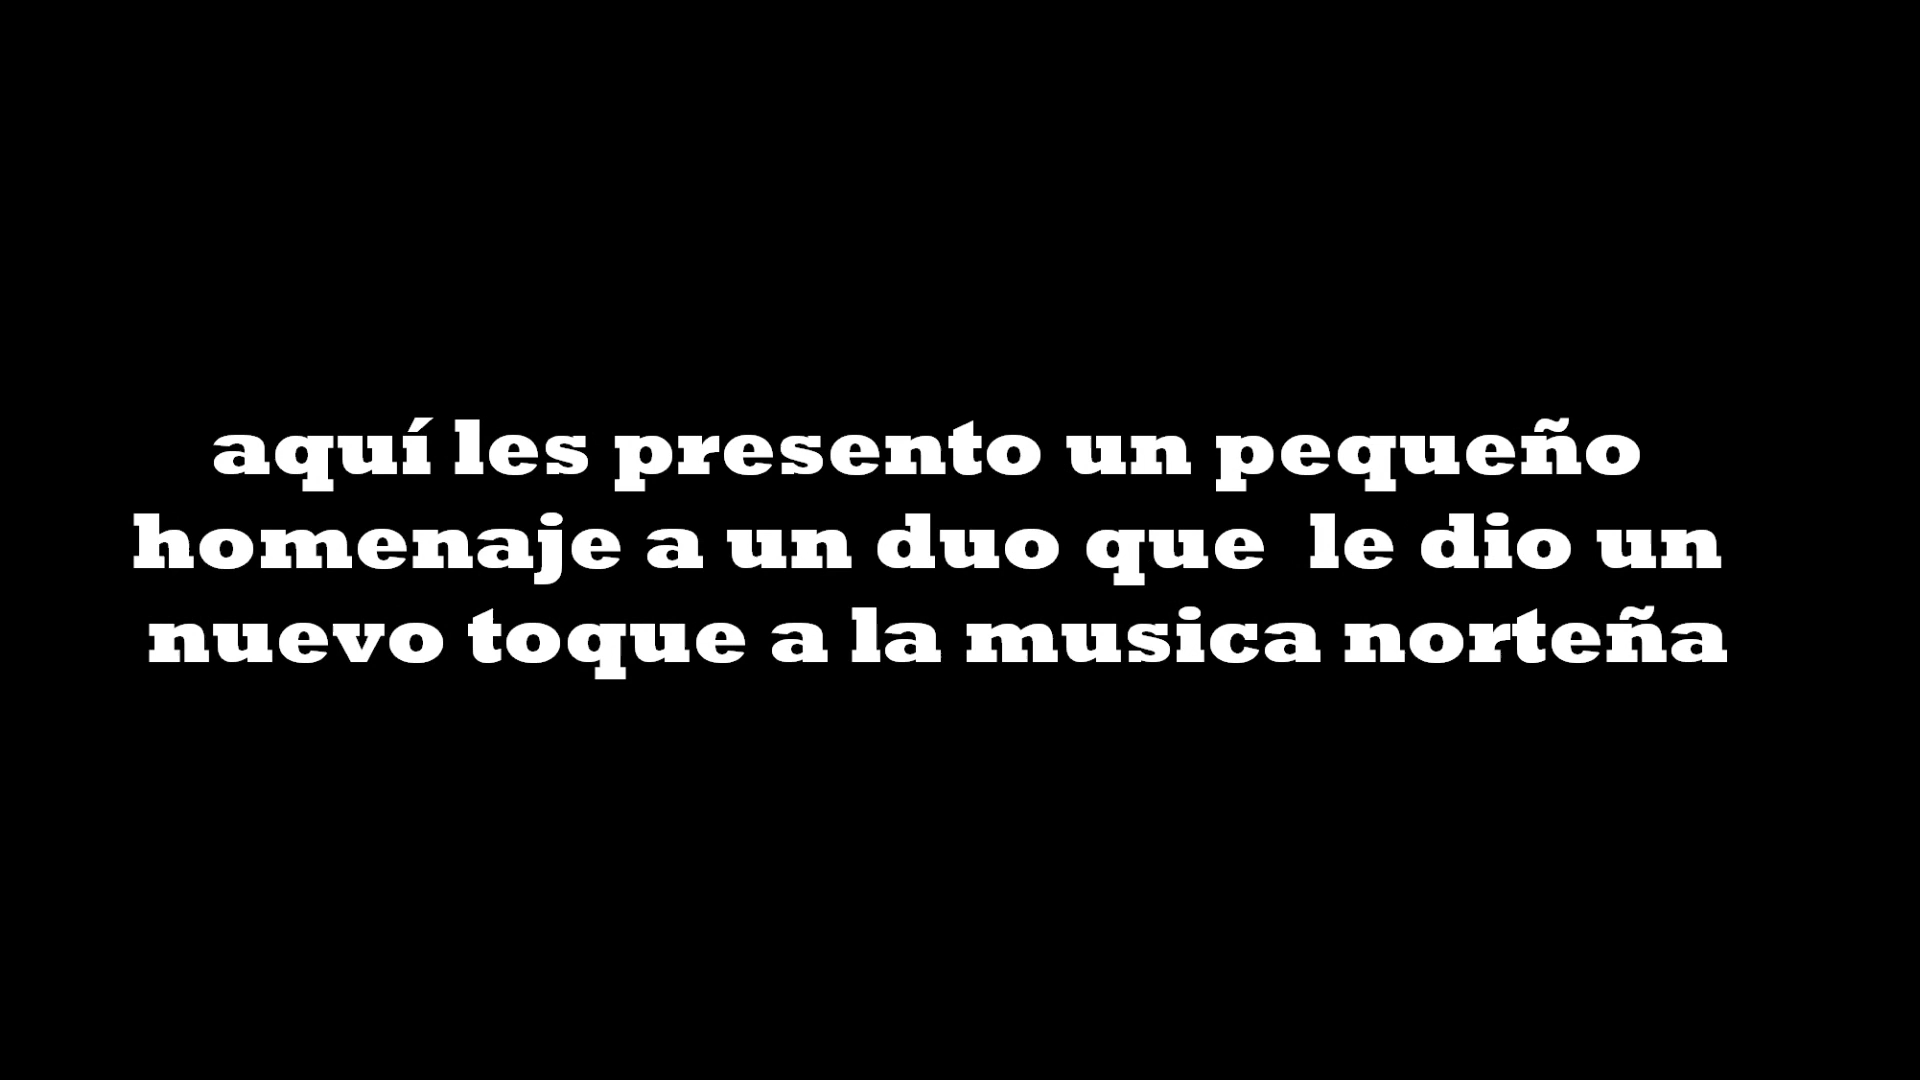 aquí les presento un pequeño
homenaje a un duo que  le dio un
nuevo toque a la musica norteña